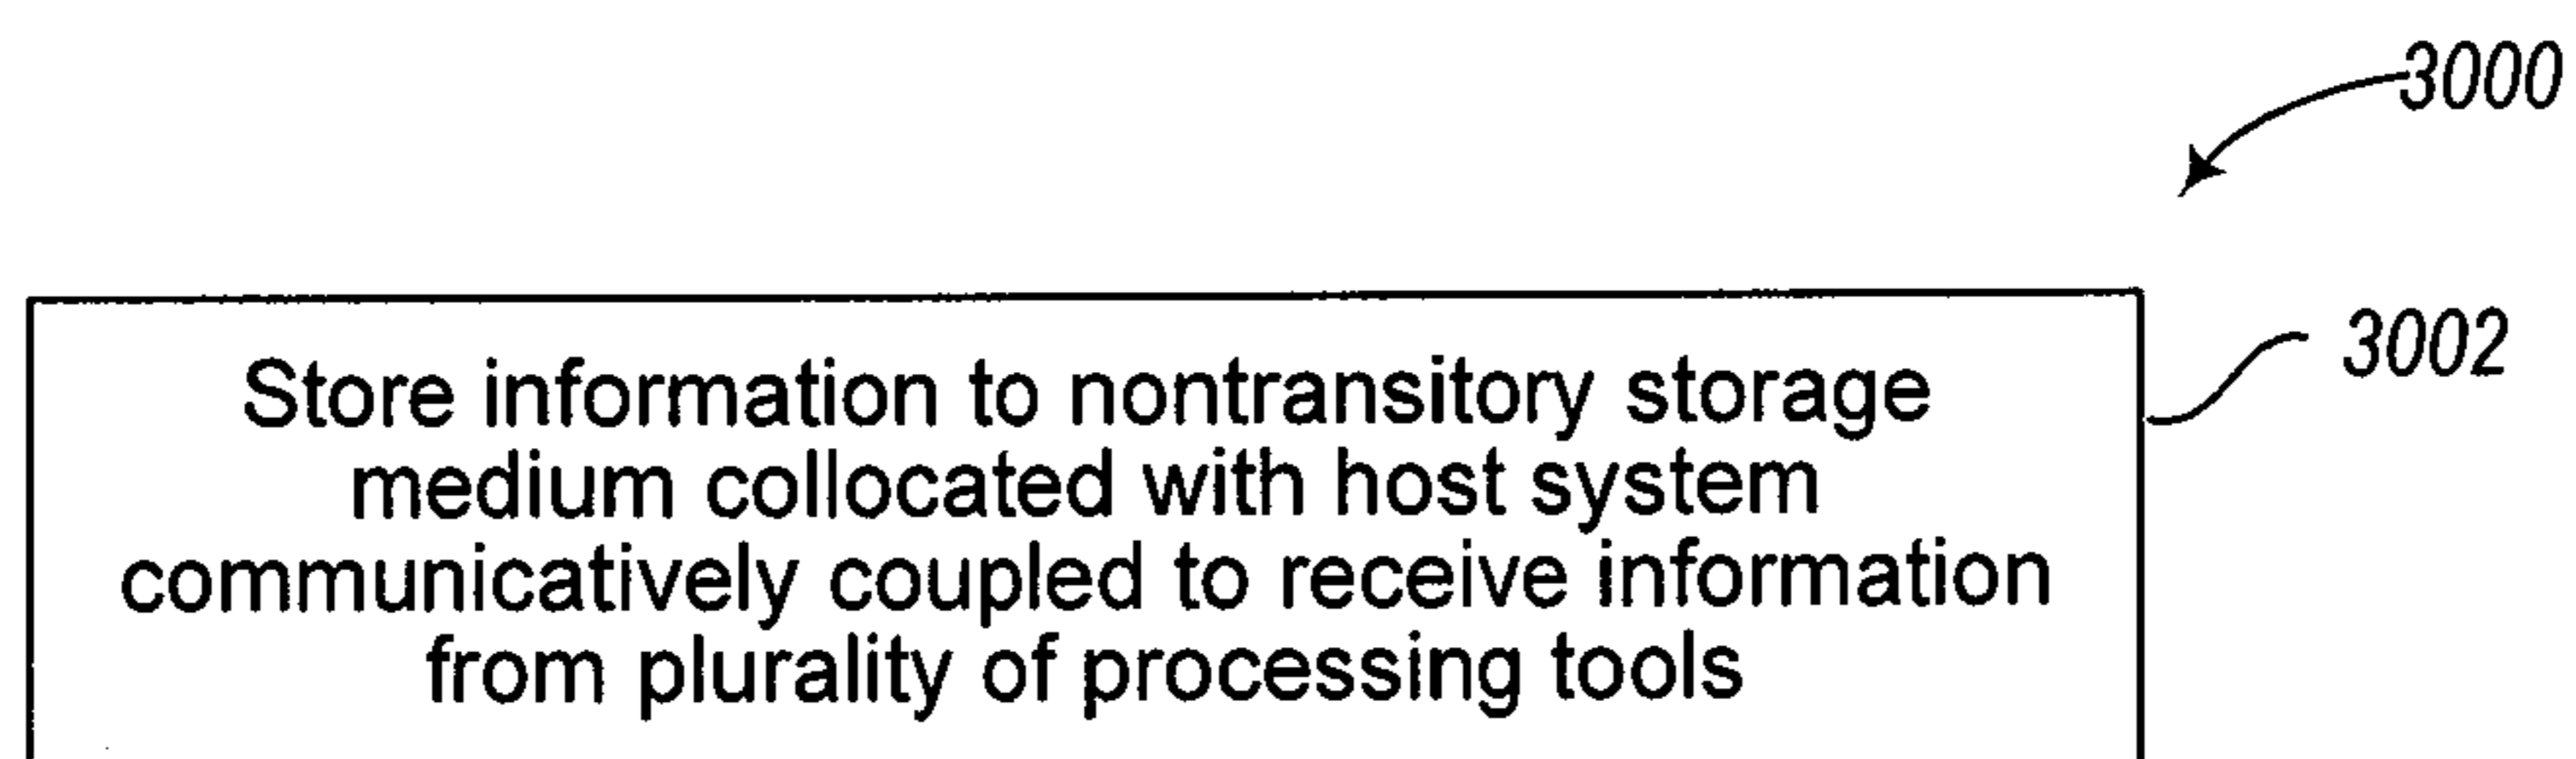 3000
3002
Store information to nontransitory storage
medium collocated with host system
communicatively coupled to receive information
from plurality of processing tools